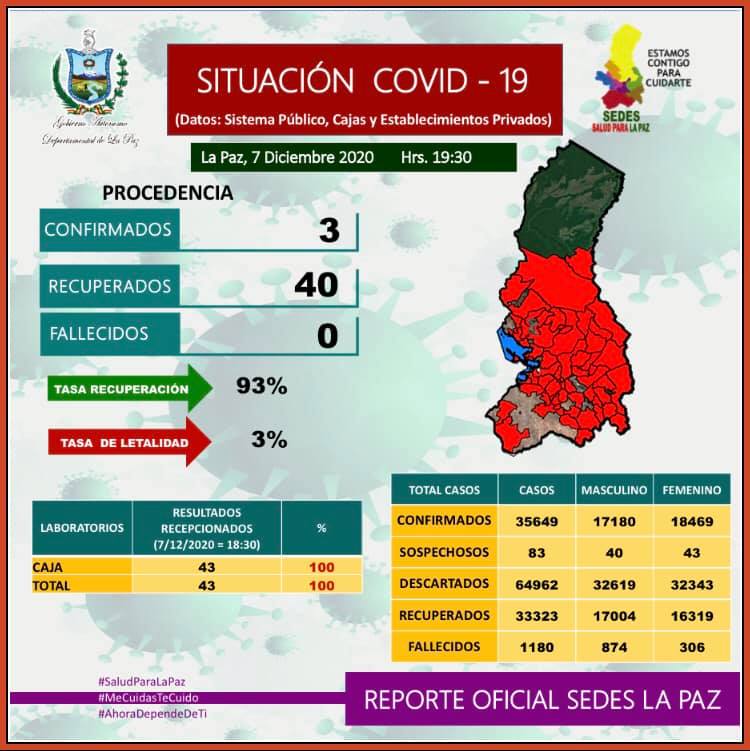 Gobierno Autónomo
Departamental de La Paz
SITUACIÓN COVID - 19
(Datos: Sistema Público, Cajas y Establecimientos Privados)
ESTAMOS
CONTIGO
PARA
CUIDARTE
SEDES
SALUD PARA LA PAZ
La Paz, 7 Diciembre 2020 Hrs. 19:30
PROCEDENCIA
CONFIRMADOS 3
RECUPERADOS 40
FALLECIDOS 0
TASA RECUPERACIÓN 93%
TASA DE LETALIDAD 3%
LABORATORIOS RESULTADOS RECEPCIONADOS (7/12/2020 = 18:30) %
CAJA 43 100
TOTAL 43 100
TOTAL CASOS CASOS MASCULINO FEMENINO
CONFIRMADOS 35649 17180 18469
SOSPECHOSOS 83 40 43
DESCARTADOS 64962 32619 32343
RECUPERADOS 33323 17004 16319
FALLECIDOS 1180 874 306
#SaludParaLaPaz
#MeCuidasTeCuido
#AhoraDependeDeTi
REPORTE OFICIAL SEDES LA PAZ